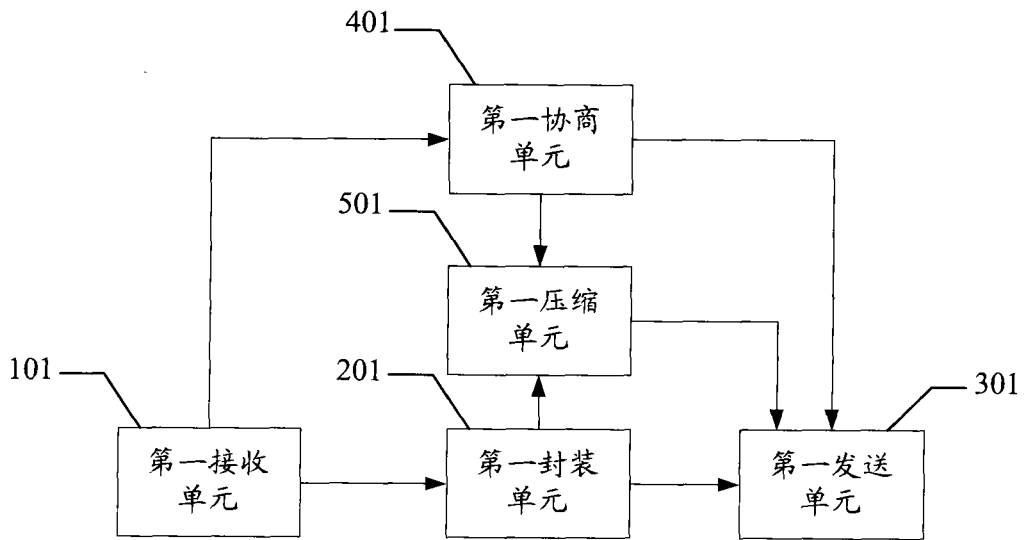 401
第一协商
单元
501
第一压缩
单元
101
201
301
第一接收
单元
第一封装
单元
第一发送
单元